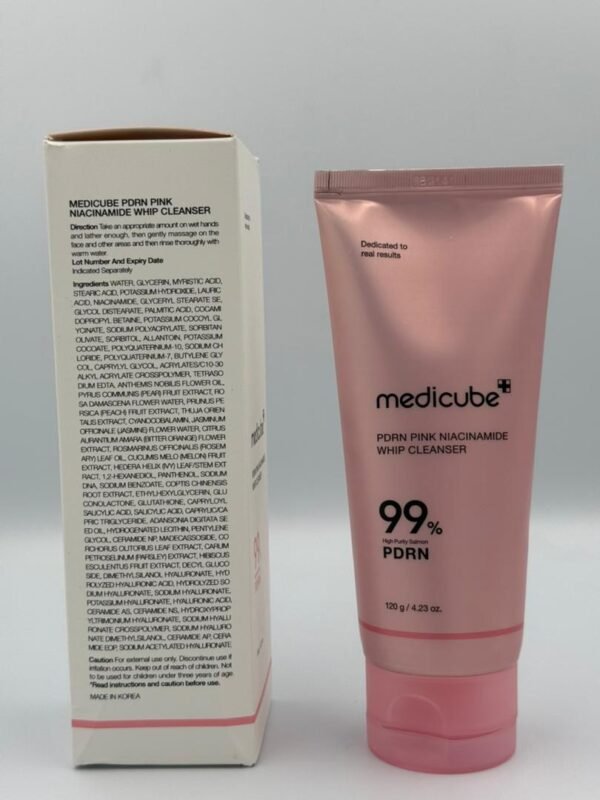 MEDICUBE PDRN PINK
NIACINAMIDE WHIP CLEANSER
Direction Take an appropriate amount on wet hands
and lather enough, then gently massage on the
face and other areas and then rinse thoroughly with
warm water.
Lot Number And Expiry Date
Indicated Separately
Ingredients WATER, GLYCERIN, MYRISTIC ACID,
STEARIC ACID, POTASSIUM HYDROXIDE, LAURIC
ACID, NIACINAMIDE, GLYCERYL STEARATE SE,
GLYCOL DISTEARATE, PALMITIC ACID, COCAMI
DOPROPYL BETAINE, POTASSIUM COCOYL GL
YCINATE, SODIUM POLYACRYLATE, SORBITAN
OLIVATE, SORBITOL, ALLANTOIN, POTASSIUM
COCOATE, POLYQUATERNIUM-10, SODIUM CH
LORIDE, POLYQUATERNIUM-7, BUTYLENE GLY
COL, CAPRYLYL GLYCOL, ACRYLATES/C10-30
ALKYL ACRYLATE CROSSPOLYMER, TETRASO
DIUM EDTA, ANTHEMIS NOBILIS FLOWER OIL,
PYRUS COMMUNIS (PEAR) FRUIT EXTRACT, RO
SA DAMASCENA FLOWER WATER, PRUNUS PE
RSICA (PEACH) FRUIT EXTRACT, THUJA ORIEN
TALIS EXTRACT, CYANOCOBALAMIN, JASMINUM
OFFICINALE (JASMINE) FLOWER WATER, CITRUS
AURANTIUM AMARA (BITTER ORANGE) FLOWER
EXTRACT, ROSMARINUS OFFICINALIS (ROSEM
ARY) LEAF OIL, CUCUMIS MELO (MELON) FRUIT
EXTRACT, HEDERA HELIX (IVY) LEAF/STEM EXT
RACT, 1,2-HEXANEDIOL, PANTHENOL, SODIUM
DNA, SODIUM BENZOATE, COPTIS CHINENSIS
ROOT EXTRACT, ETHYLHEXYLGLYCERIN, GLU
CONOLACTONE, GLUTATHIONE, CAPRYLOYL
SALICYLIC ACID, SALICYLIC ACID, CAPRYLIC/CA
PRIC TRIGLYCERIDE, ADANSONIA DIGITATA SE
ED OIL, HYDROGENATED LECITHIN, PENTYLENE
GLYCOL, CERAMIDE NP, MADECASSOSIDE, CO
RCHORUS OLITORIUS LEAF EXTRACT, CARUM
PETROSELINUM (PARSLEY) EXTRACT, HIBISCUS
ESCULENTUS FRUIT EXTRACT, DECYL GLUCO
SIDE, DIMETHYLSILANOL HYALURONATE, HYD
ROLYZED HYALURONIC ACID, HYDROLYZED SO
DIUM HYALURONATE, SODIUM HYALURONATE,
POTASSIUM HYALURONATE, HYALURONIC ACID,
CERAMIDE AS, CERAMIDE NS, HYDROXYPROP
YLTRIMONIUM HYALURONATE, SODIUM HYALU
RONATE CROSSPOLYMER, SODIUM HYALURO
NATE DIMETHYLSILANOL, CERAMIDE AP, CERA
MIDE EOP, SODIUM ACETYLATED HYALURONATE
Caution For external use only. Discontinue use if
irritation occurs. Keep out of reach of children. Not
to be used for children under three years of age.
*Read instructions and caution before use.
MADE IN KOREA
medicube
Dedicated to
real results
medicube
PDRN PINK NIACINAMIDE
WHIP CLEANSER
99%
High Purity Salmon
PDRN
120 g / 4.23 oz.